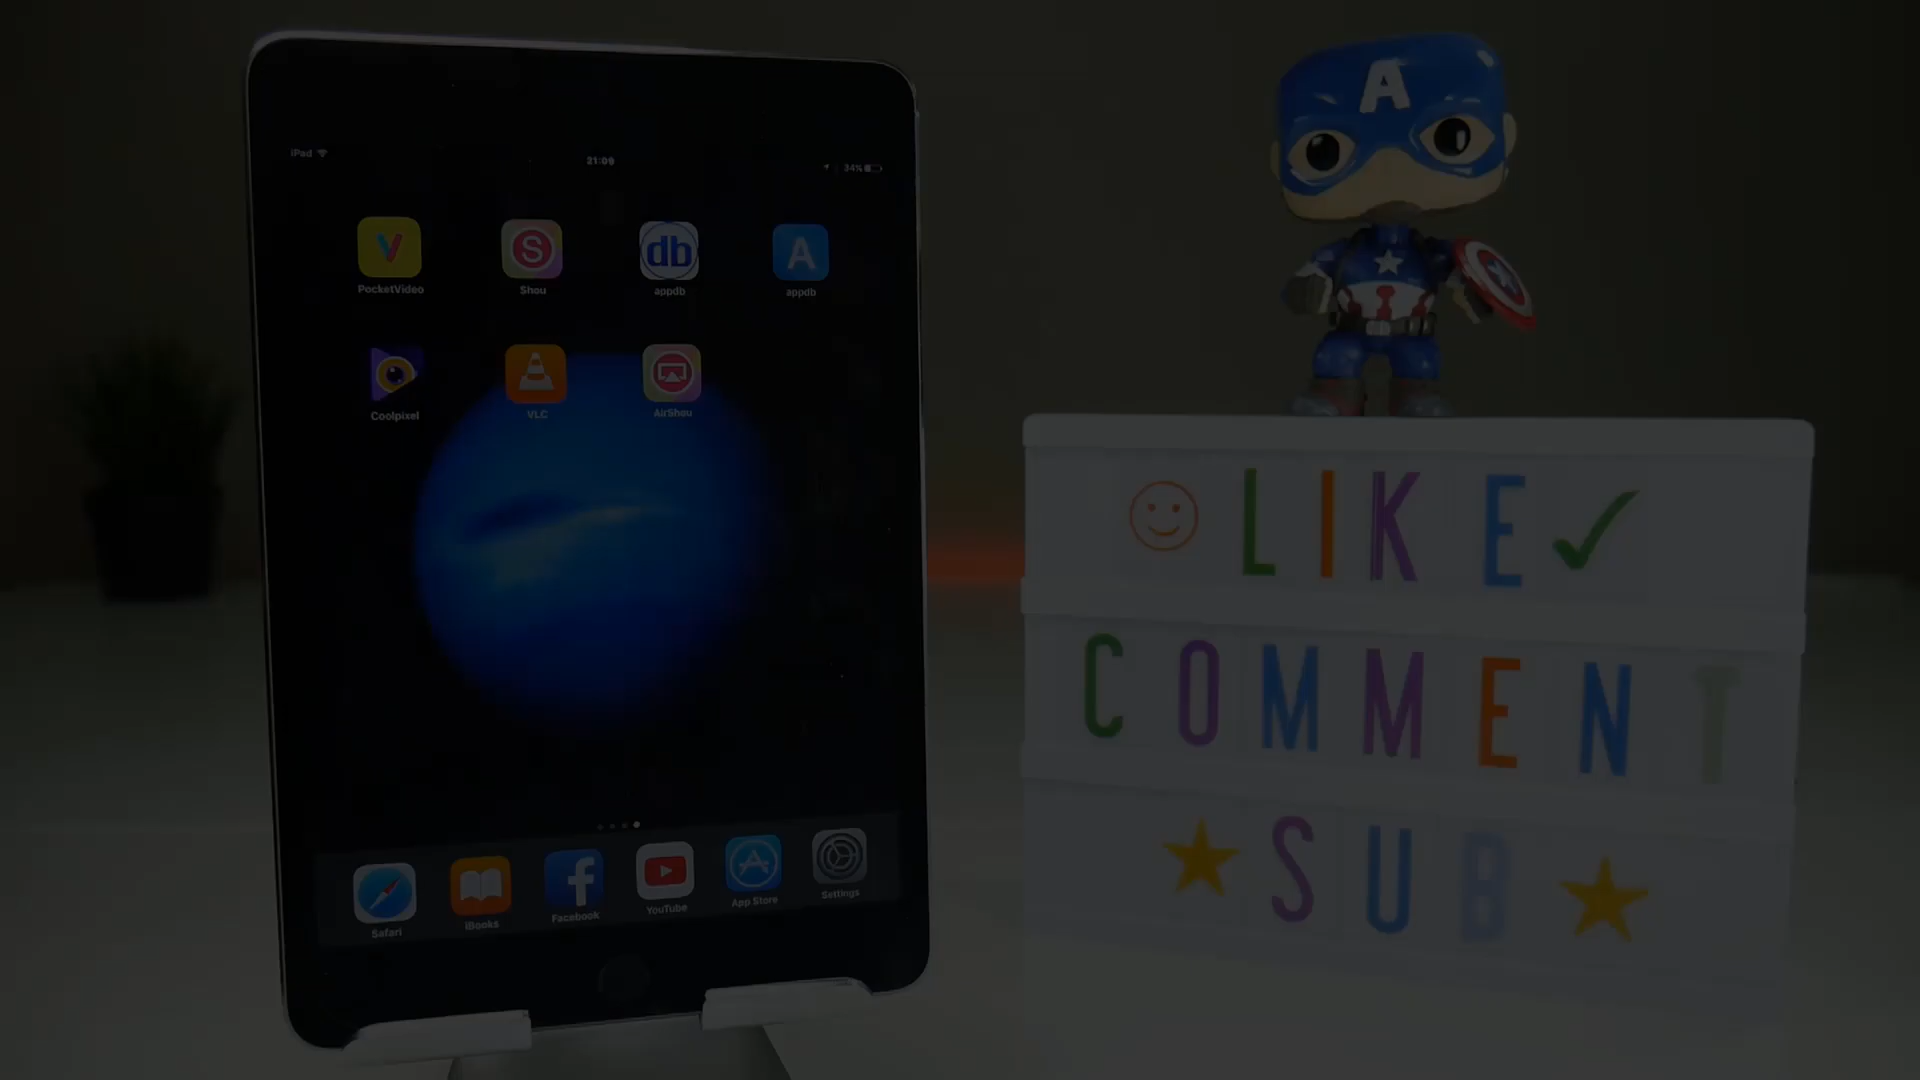 iPad 21:09 34%
PocketVideo Shou appdb appdb
Coolpixel VLC AirShou
Safari iBooks Facebook YouTube App Store Settings
A
LIKE
COMMENT
SUB